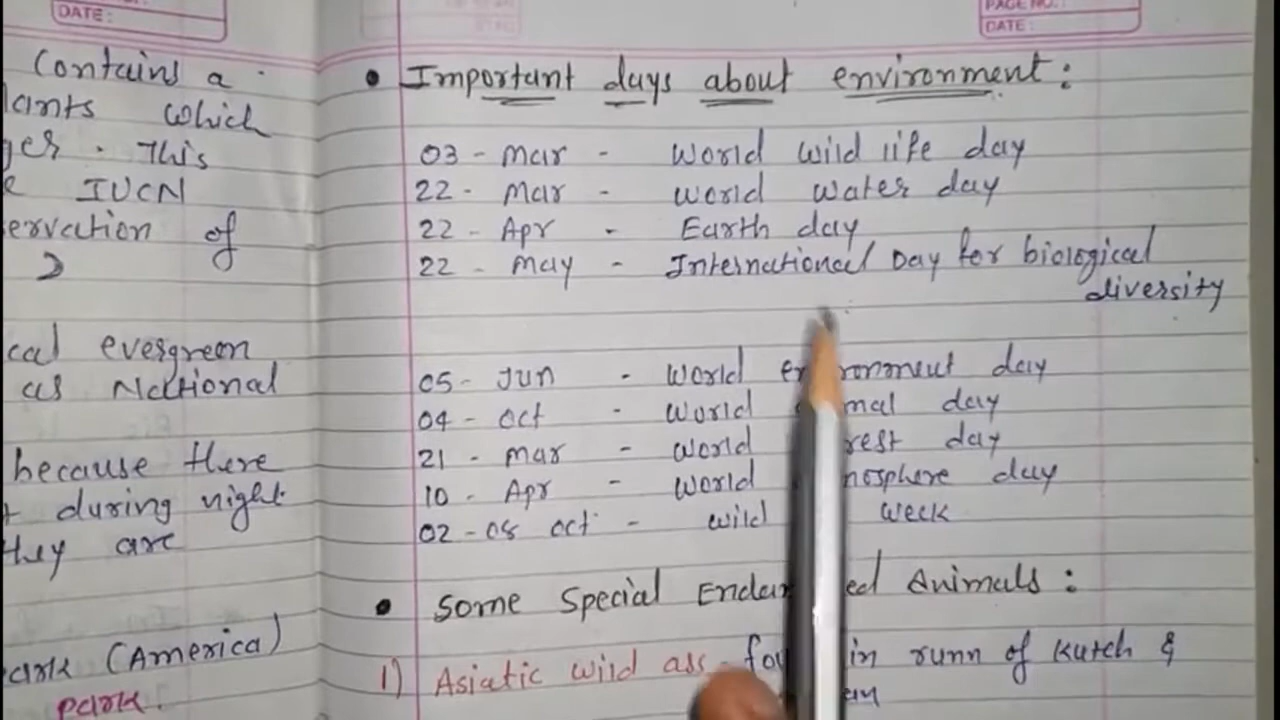 DATE:
contains a
lants which
ges. This
e IUCN
ervation of
cal evergreen
as National
because there
t during night
they are
ark (America)
park.
PAGE NO.:
DATE:
• Important days about environment:
03 - mar - World wild life day
22 - mar - world water day
22 - Apr - Earth day
22 - may - International Day for biological
diversity
05 - Jun - World environment day
04 - oct - World mal day
21 - mar - world rest day
10 - Apr - world nosphere day
02 - 08 oct - wild week
• Some Special Endan ed Animals:
1) Asiatic wild ass - fou in runn of Kutch &